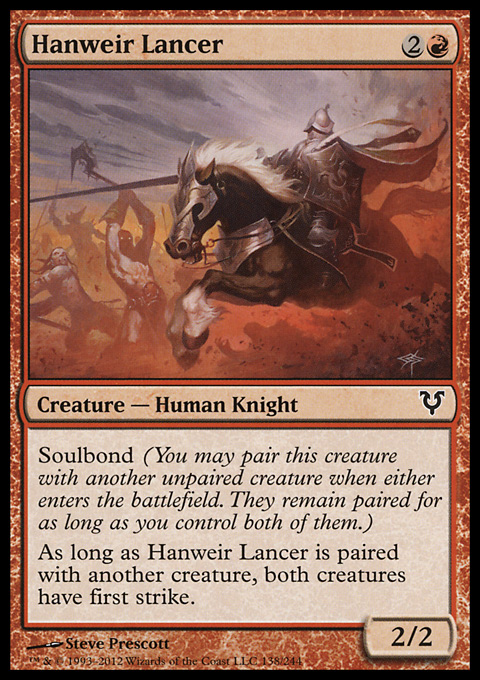 Hanweir Lancer 2
Creature — Human Knight
Soulbond (You may pair this creature
with another unpaired creature when either
enters the battlefield. They remain paired for
as long as you control both of them.)
As long as Hanweir Lancer is paired
with another creature, both creatures
have first strike.
2/2
Steve Prescott
™ & © 1993–2012 Wizards of the Coast LLC 138/244